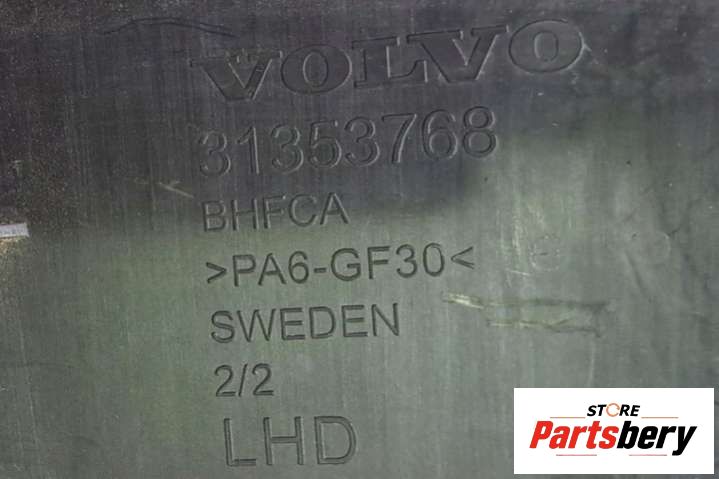 VOLVO
31353768
BHFCA
>PA6-GF30<
SWEDEN
2/2
LHD
STORE
Partsbery